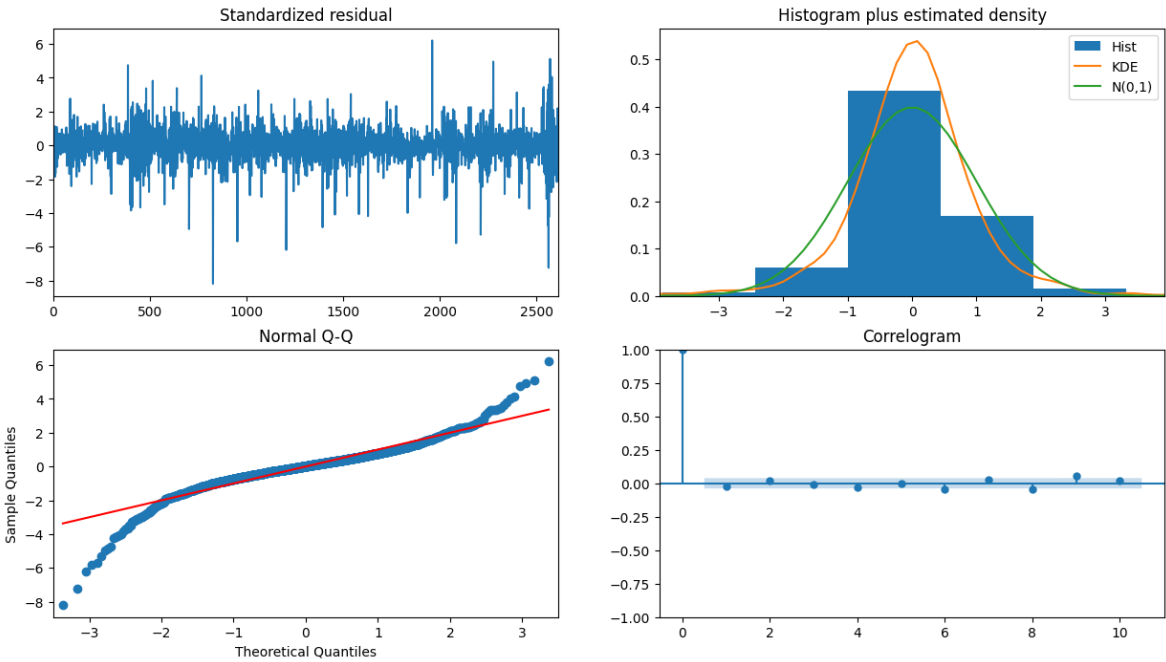 Standardized residual
6
4
2
0
−2
−4
−6
−8
0 500 1000 1500 2000 2500
Histogram plus estimated density
Hist
KDE
N(0,1)
0.5
0.4
0.3
0.2
0.1
0.0
−3 −2 −1 0 1 2 3
Normal Q-Q
Sample Quantiles
6
4
2
0
−2
−4
−6
−8
−3 −2 −1 0 1 2 3
Theoretical Quantiles
Correlogram
1.00
0.75
0.50
0.25
0.00
−0.25
−0.50
−0.75
−1.00
0 2 4 6 8 10